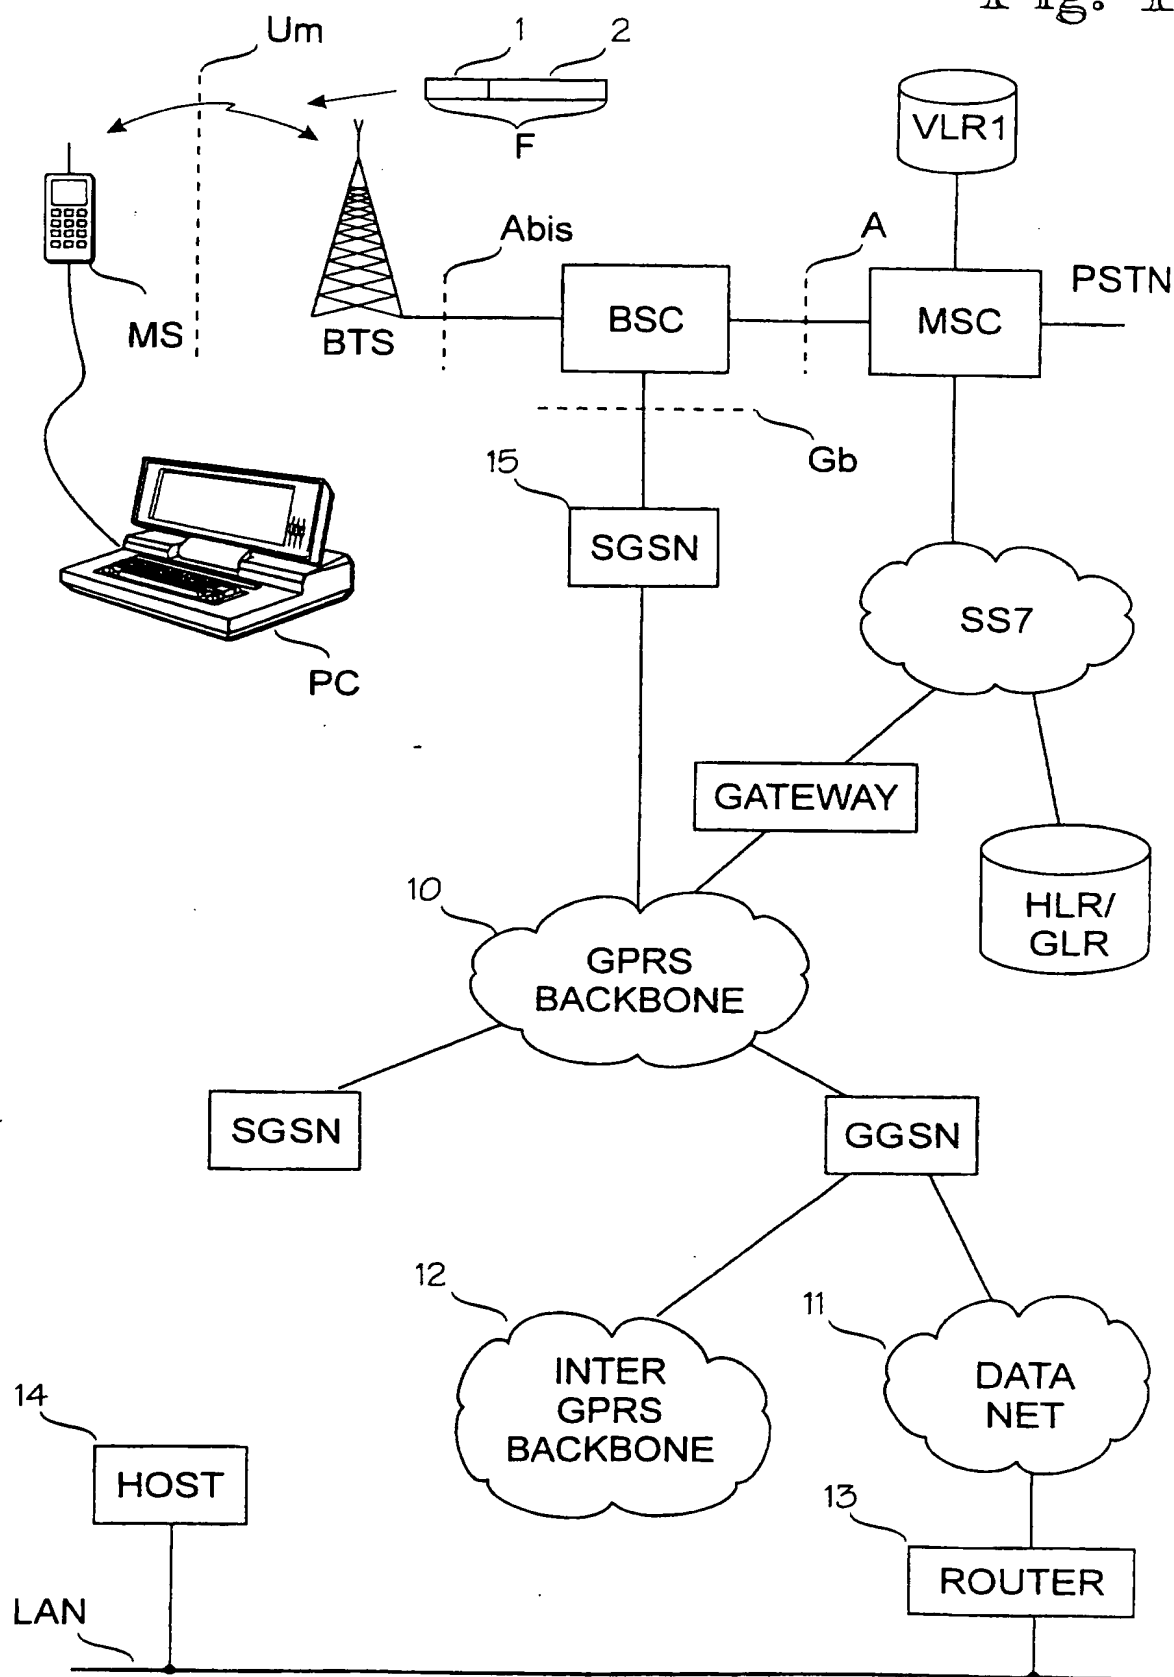 Fig. 1
Um
1
2
F
VLR1
Abis
A
PSTN
MS
BTS
BSC
MSC
Gb
15
SGSN
SS7
PC
GATEWAY
10
HLR/
GLR
GPRS
BACKBONE
SGSN
GGSN
12
11
INTER
GPRS
BACKBONE
DATA
NET
14
HOST
13
ROUTER
LAN